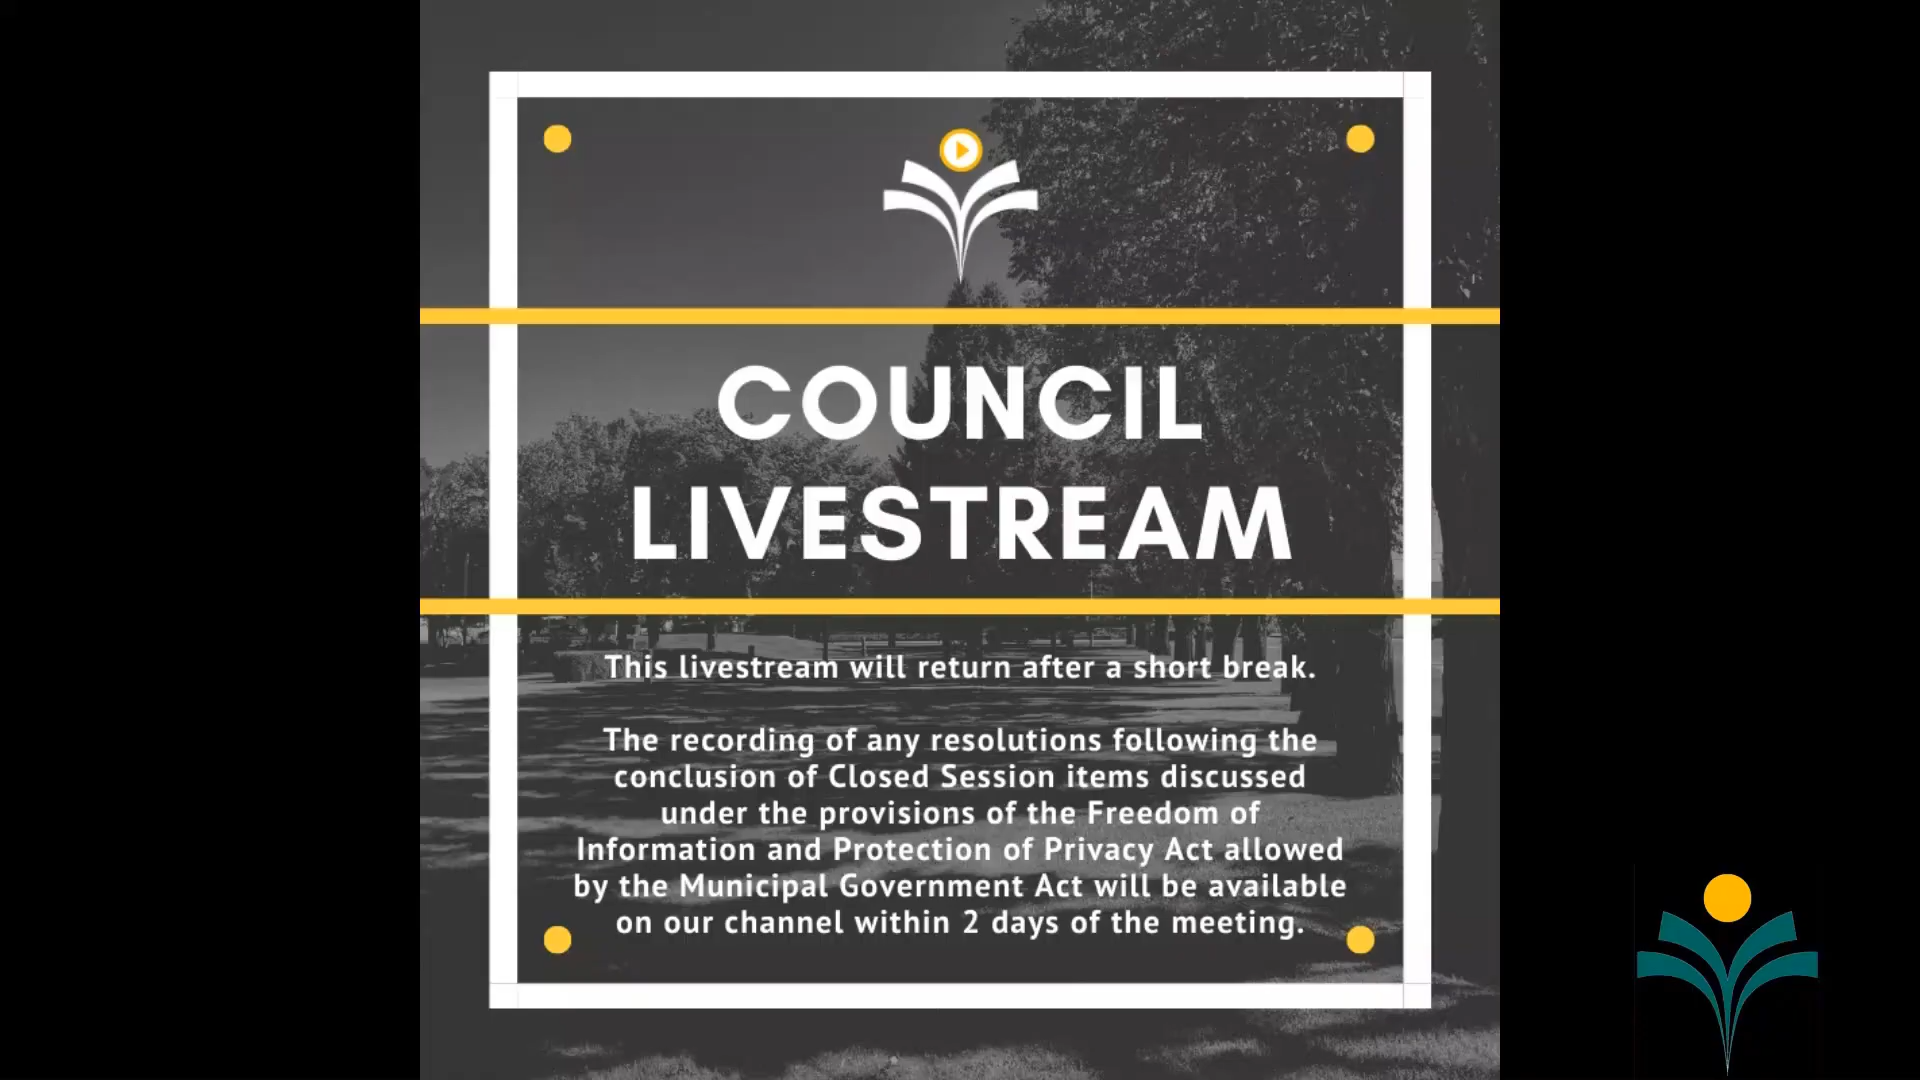 COUNCIL
LIVESTREAM
This livestream will return after a short break.
The recording of any resolutions following the
conclusion of Closed Session items discussed
under the provisions of the Freedom of
Information and Protection of Privacy Act allowed
by the Municipal Government Act will be available
on our channel within 2 days of the meeting.